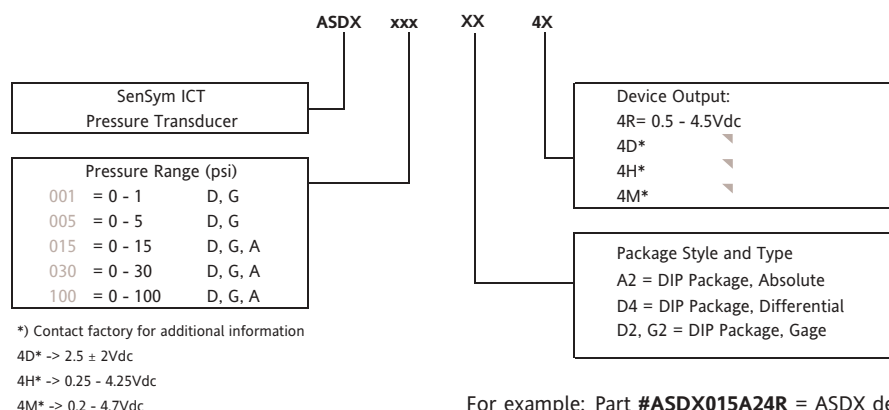 ASDX xxx XX 4X
SenSym ICT
Pressure Transducer
Pressure Range (psi)
001 = 0 - 1 D, G
005 = 0 - 5 D, G
015 = 0 - 15 D, G, A
030 = 0 - 30 D, G, A
100 = 0 - 100 D, G, A
*) Contact factory for additional information
4D* -> 2.5 ± 2Vdc
4H* -> 0.25 - 4.25Vdc
4M* -> 0.2 - 4.7Vdc
Device Output:
4R= 0.5 - 4.5Vdc
4D*
4H*
4M*
Package Style and Type
A2 = DIP Package, Absolute
D4 = DIP Package, Differential
D2, G2 = DIP Package, Gage
For example: Part #ASDX015A24R = ASDX de